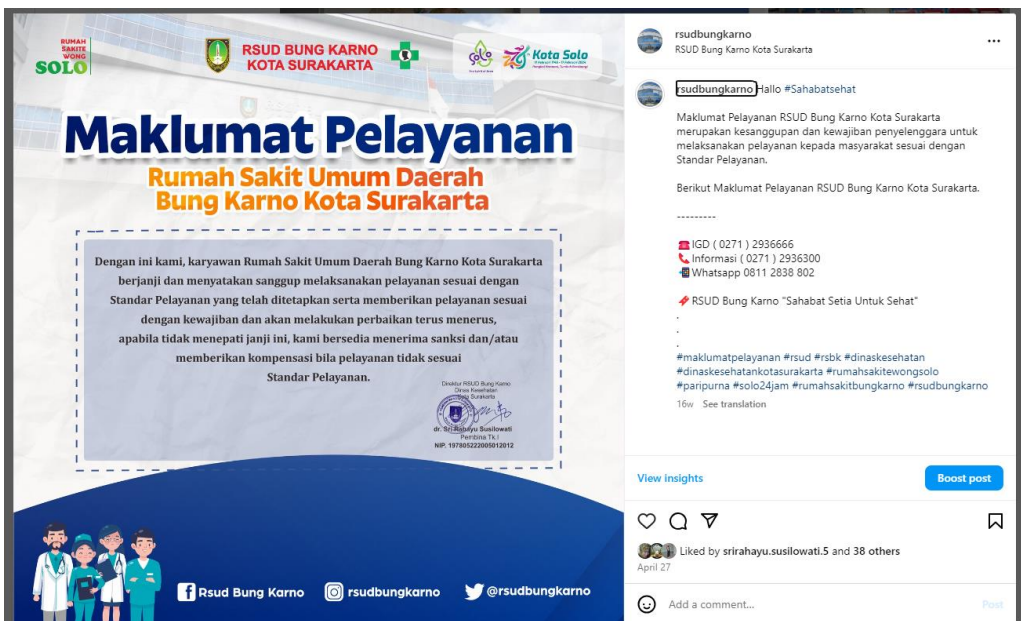 RUMAH
SAKITE
WONG
SOLO
RSUD BUNG KARNO
KOTA SURAKARTA
solo
Kota Solo
Maklumat Pelayanan
Rumah Sakit Umum Daerah
Bung Karno Kota Surakarta
Dengan ini kami, karyawan Rumah Sakit Umum Daerah Bung Karno Kota Surakarta
berjanji dan menyatakan sanggup melaksanakan pelayanan sesuai dengan
Standar Pelayanan yang telah ditetapkan serta memberikan pelayanan sesuai
dengan kewajiban dan akan melakukan perbaikan terus menerus,
apabila tidak menepati janji ini, kami bersedia menerima sanksi dan/atau
memberikan kompensasi bila pelayanan tidak sesuai
Standar Pelayanan.
Direktur RSUD Bung Karno
Dinas Kesehatan
Kota Surakarta
dr. Sri Rahayu Susilowati
Pembina Tk.I
NIP. 197805222005012012
Rsud Bung Karno
rsudbungkarno
@rsudbungkarno
rsudbungkarno
RSUD Bung Karno Kota Surakarta
rsudbungkarno Hallo #Sahabatsehat
Maklumat Pelayanan RSUD Bung Karno Kota Surakarta
merupakan kesanggupan dan kewajiban penyelenggara untuk
melaksanakan pelayanan kepada masyarakat sesuai dengan
Standar Pelayanan.
Berikut Maklumat Pelayanan RSUD Bung Karno Kota Surakarta.
---------
☎️ IGD ( 0271 ) 2936666
📞 Informasi ( 0271 ) 2936300
📲 Whatsapp 0811 2838 802
📌 RSUD Bung Karno "Sahabat Setia Untuk Sehat"
.
.
.
#maklumatpelayanan #rsud #rsbk #dinaskesehatan
#dinaskesehatankotasurakarta #rumahsakitewongsolo
#paripurna #solo24jam #rumahsakitbungkarno #rsudbungkarno
16w See translation
View insights
Boost post
Liked by srirahayu.susilowati.5 and 38 others
April 27
Add a comment...
Post